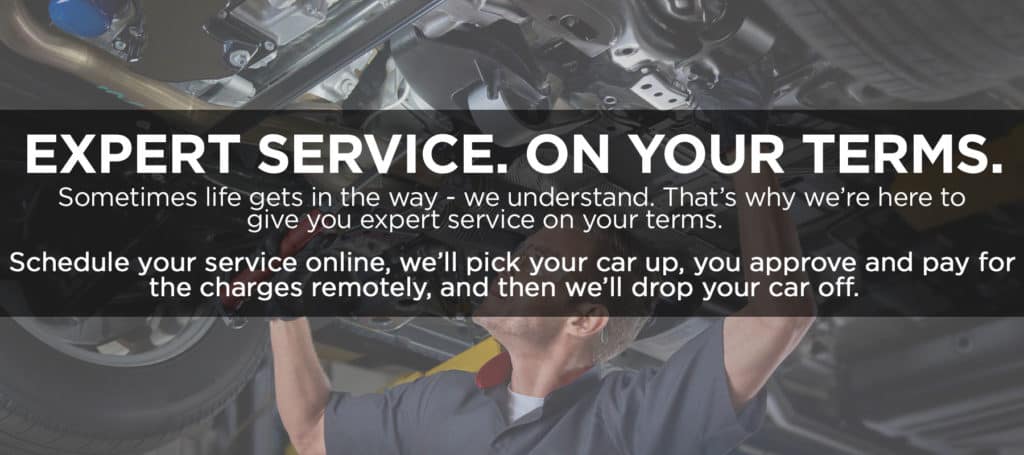 EXPERT SERVICE. ON YOUR TERMS.
Sometimes life gets in the way - we understand. That’s why we’re here to
give you expert service on your terms.
Schedule your service online, we’ll pick your car up, you approve and pay for
the charges remotely, and then we’ll drop your car off.